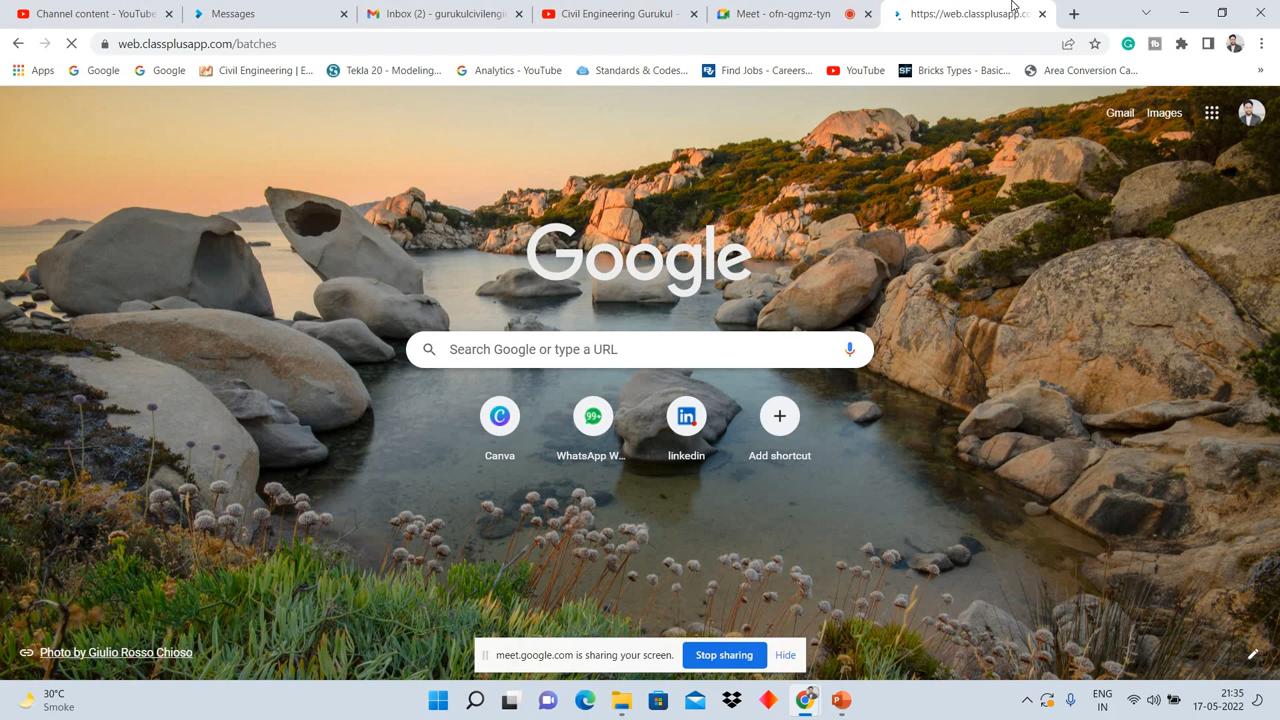 Channel content - YouTube
Messages
Inbox (2) - gurukulcivilengi
Civil Engineering Gurukul -
Meet - ofn-qgmz-tyn
https://web.classplusapp.co
web.classplusapp.com/batches
Apps
Google
Google
Civil Engineering | E...
Tekla 20 - Modeling...
Analytics - YouTube
Standards & Codes...
Find Jobs - Careers...
YouTube
Bricks Types - Basic...
Area Conversion Ca...
»
Gmail
Images
Google
Search Google or type a URL
99+
Canva
WhatsApp W...
linkedin
Add shortcut
Photo by Giulio Rosso Chioso
meet.google.com is sharing your screen.
Stop sharing
Hide
30°C
Smoke
ENG
IN
21:35
17-05-2022